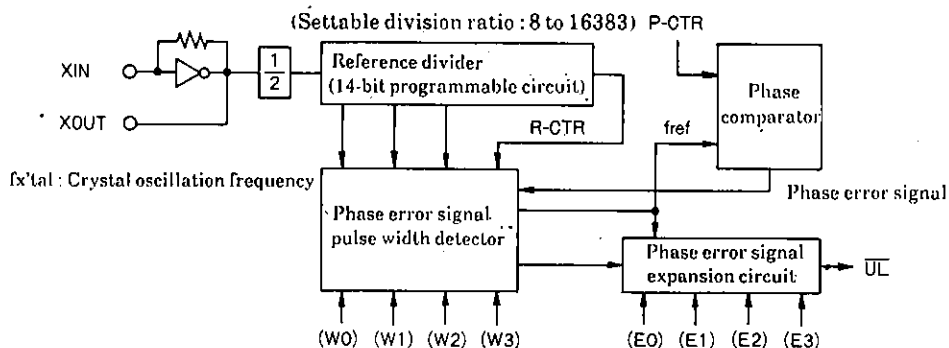 (Settable division ratio : 8 to 16383) P-CTR
XIN
1
2
Reference divider
(14-bit programmable circuit)
Phase
comparator
XOUT
R-CTR
fref
fx'tal : Crystal oscillation frequency
Phase error signal
Phase error signal
pulse width detector
Phase error signal
expansion circuit
UL
(W0) (W1) (W2) (W3)
(E0) (E1) (E2) (E3)